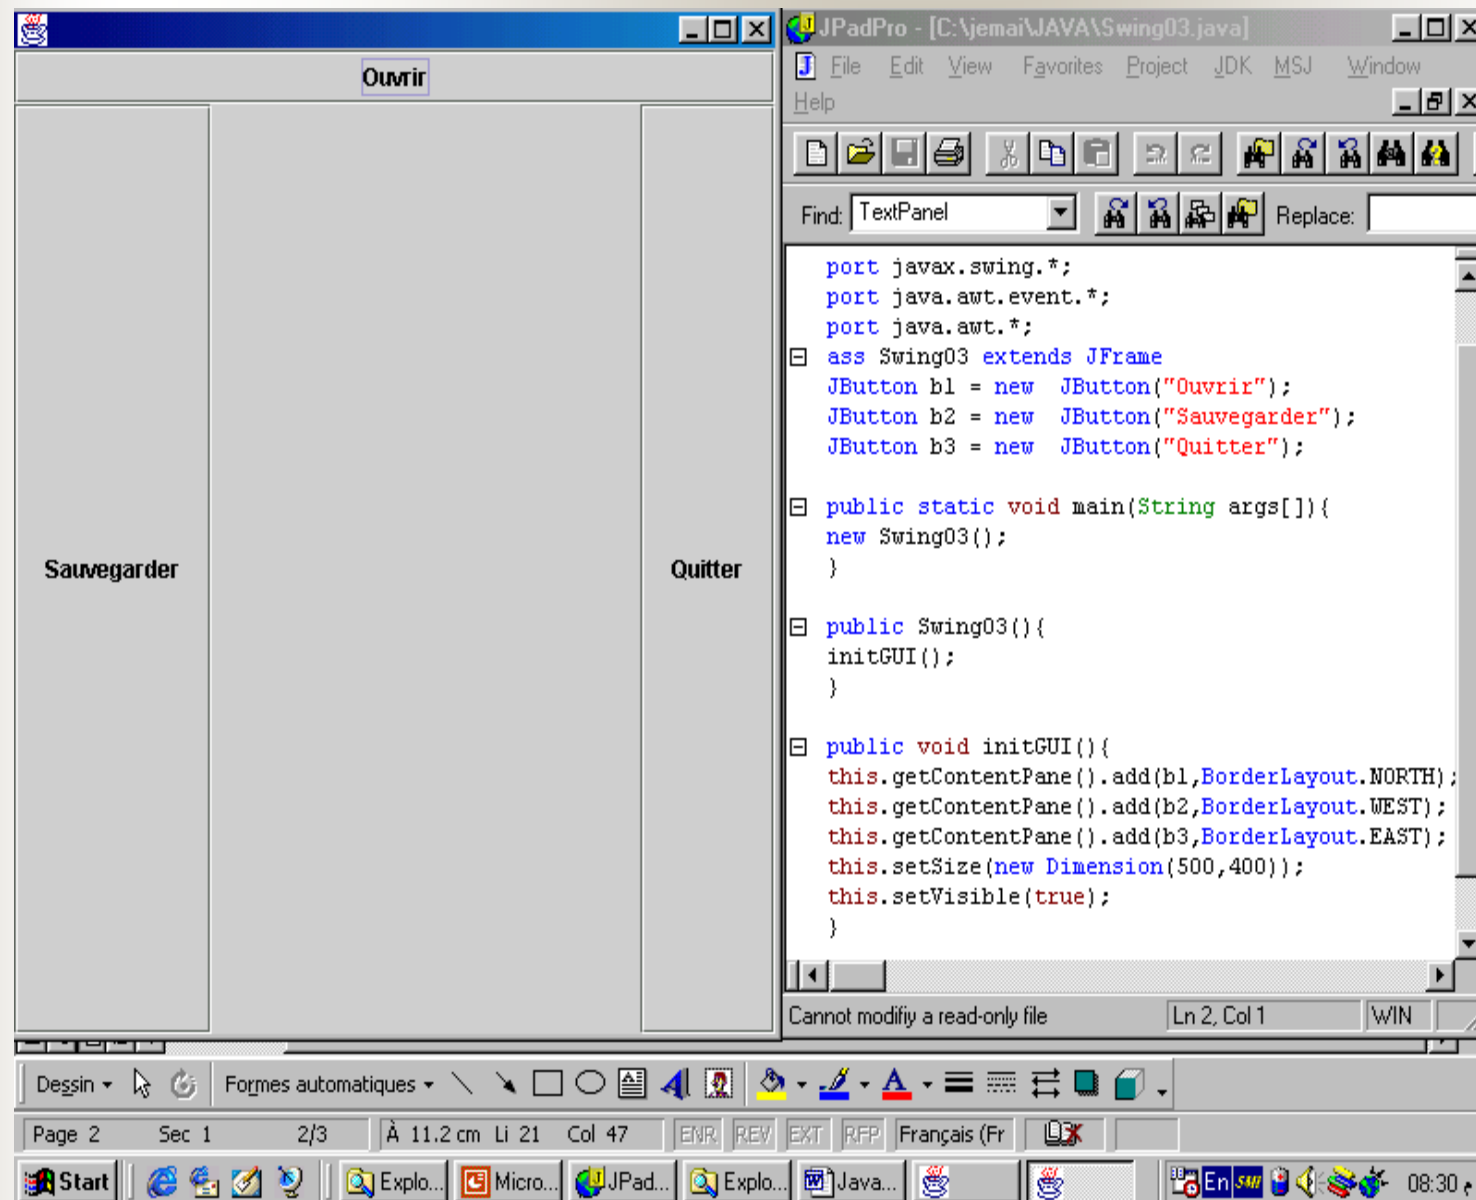 Ouvrir
Sauvegarder
Quitter
JPadPro - [C:\jemai\JAVA\Swing03.java]
File Edit View Favorites Project JDK MSJ Window
Help
Find: TextPanel Replace:
port javax.swing.*;
port java.awt.event.*;
port java.awt.*;
ass Swing03 extends JFrame
JButton b1 = new  JButton("Ouvrir");
JButton b2 = new  JButton("Sauvegarder");
JButton b3 = new  JButton("Quitter");
public static void main(String args[]){
new Swing03();
}
public Swing03(){
initGUI();
}
public void initGUI(){
this.getContentPane().add(b1,BorderLayout.NORTH);
this.getContentPane().add(b2,BorderLayout.WEST);
this.getContentPane().add(b3,BorderLayout.EAST);
this.setSize(new Dimension(500,400));
this.setVisible(true);
}
Cannot modifiy a read-only file Ln 2, Col 1 WIN
Dessin Formes automatiques
Page 2 Sec 1 2/3 À 11.2 cm Li 21 Col 47 ENR REV EXT RFP Français (Fr
Start Explo... Micro... JPad... Explo... Java... En 08:30